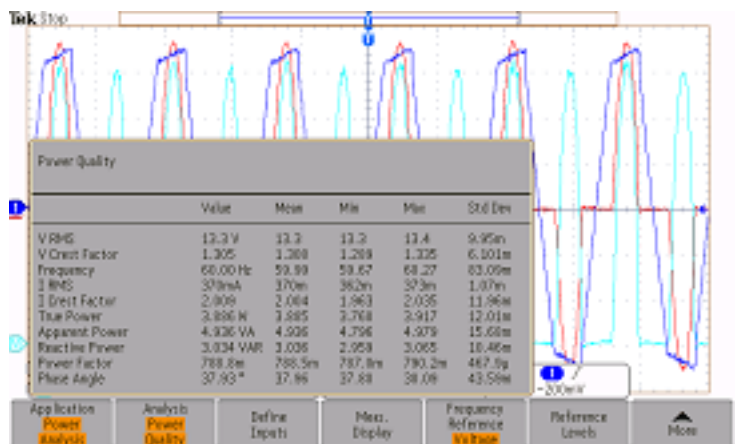 Tek Stop
Power Quality
Value Mean Min Max Std Dev
V RMS 13.3 V 13.3 13.3 13.4 9.95m
V Crest Factor 1.305 1.308 1.289 1.335 6.101m
Frequency 60.00 Hz 59.99 59.67 60.27 83.09m
I RMS 370mA 370m 362m 373m 1.07m
I Crest Factor 2.009 2.004 1.963 2.035 11.96m
True Power 3.886 W 3.885 3.768 3.917 12.01m
Apparent Power 4.936 VA 4.936 4.796 4.979 15.68m
Reactive Power 3.034 VAR 3.036 2.959 3.065 10.46m
Power Factor 788.8m 788.5m 787.0m 790.2m 467.9µ
Phase Angle 37.93 ° 37.96 37.80 38.09 43.59m
1
-200mV
Application
Power
Analysis
Analysis
Power
Quality
Define
Inputs
Meas.
Display
Frequency
Reference
Voltage
Reference
Levels
More